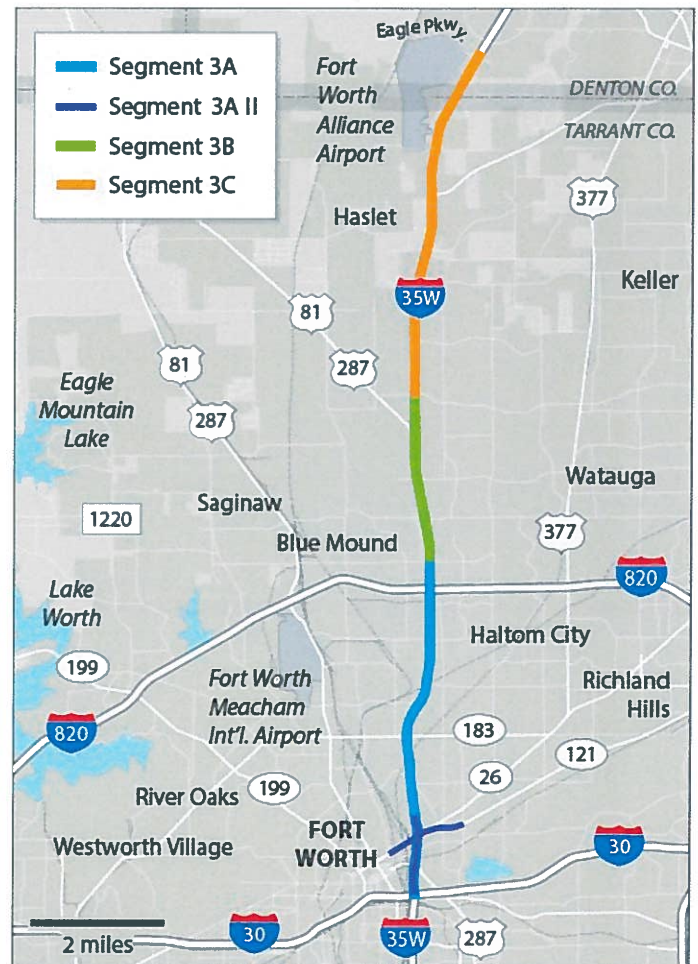 Eagle Pkwy.
Segment 3A
Segment 3A II
Segment 3B
Segment 3C
Fort
Worth
Alliance
Airport
DENTON CO.
TARRANT CO.
377
Haslet
Keller
35W
81
287
81
287
Eagle
Mountain
Lake
Watauga
Saginaw
1220
377
Blue Mound
820
Lake
Worth
Haltom City
199
Fort Worth
Meacham
Int'l. Airport
Richland
Hills
820
183
121
26
199
River Oaks
FORT
WORTH
Westworth Village
30
2 miles
30
35W
287